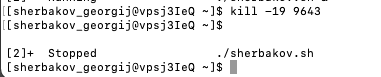 [[sherbakov_georgij@vpsj3IeQ ~]$ kill -19 9643
[[sherbakov_georgij@vpsj3IeQ ~]$
[2]+  Stopped                 ./sherbakov.sh
[sherbakov_georgij@vpsj3IeQ ~]$